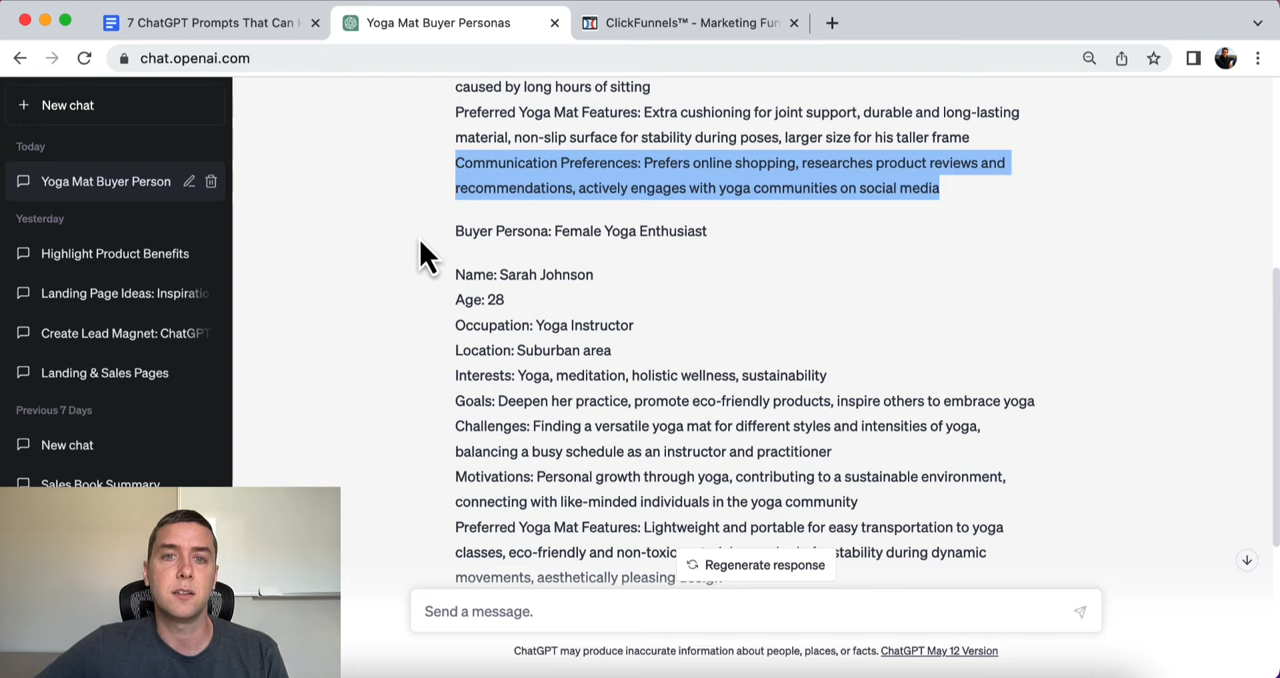 7 ChatGPT Prompts That Can
Yoga Mat Buyer Personas
ClickFunnels™ - Marketing Fun
chat.openai.com
New chat
Today
Yoga Mat Buyer Person
Yesterday
Highlight Product Benefits
Landing Page Ideas: Inspiratio
Create Lead Magnet: ChatGPT
Landing & Sales Pages
Previous 7 Days
New chat
Sales Book Summary
caused by long hours of sitting
Preferred Yoga Mat Features: Extra cushioning for joint support, durable and long-lasting
material, non-slip surface for stability during poses, larger size for his taller frame
Communication Preferences: Prefers online shopping, researches product reviews and
recommendations, actively engages with yoga communities on social media
Buyer Persona: Female Yoga Enthusiast
Name: Sarah Johnson
Age: 28
Occupation: Yoga Instructor
Location: Suburban area
Interests: Yoga, meditation, holistic wellness, sustainability
Goals: Deepen her practice, promote eco-friendly products, inspire others to embrace yoga
Challenges: Finding a versatile yoga mat for different styles and intensities of yoga,
balancing a busy schedule as an instructor and practitioner
Motivations: Personal growth through yoga, contributing to a sustainable environment,
connecting with like-minded individuals in the yoga community
Preferred Yoga Mat Features: Lightweight and portable for easy transportation to yoga
classes, eco-friendly and non-toxic stability during dynamic
movements, aesthetically pleasing design
Regenerate response
Send a message.
ChatGPT may produce inaccurate information about people, places, or facts. ChatGPT May 12 Version